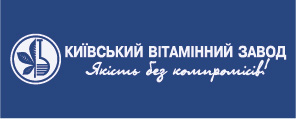 КИЇВСЬКИЙ ВІТАМІННИЙ ЗАВОД
Якість без компромісів!